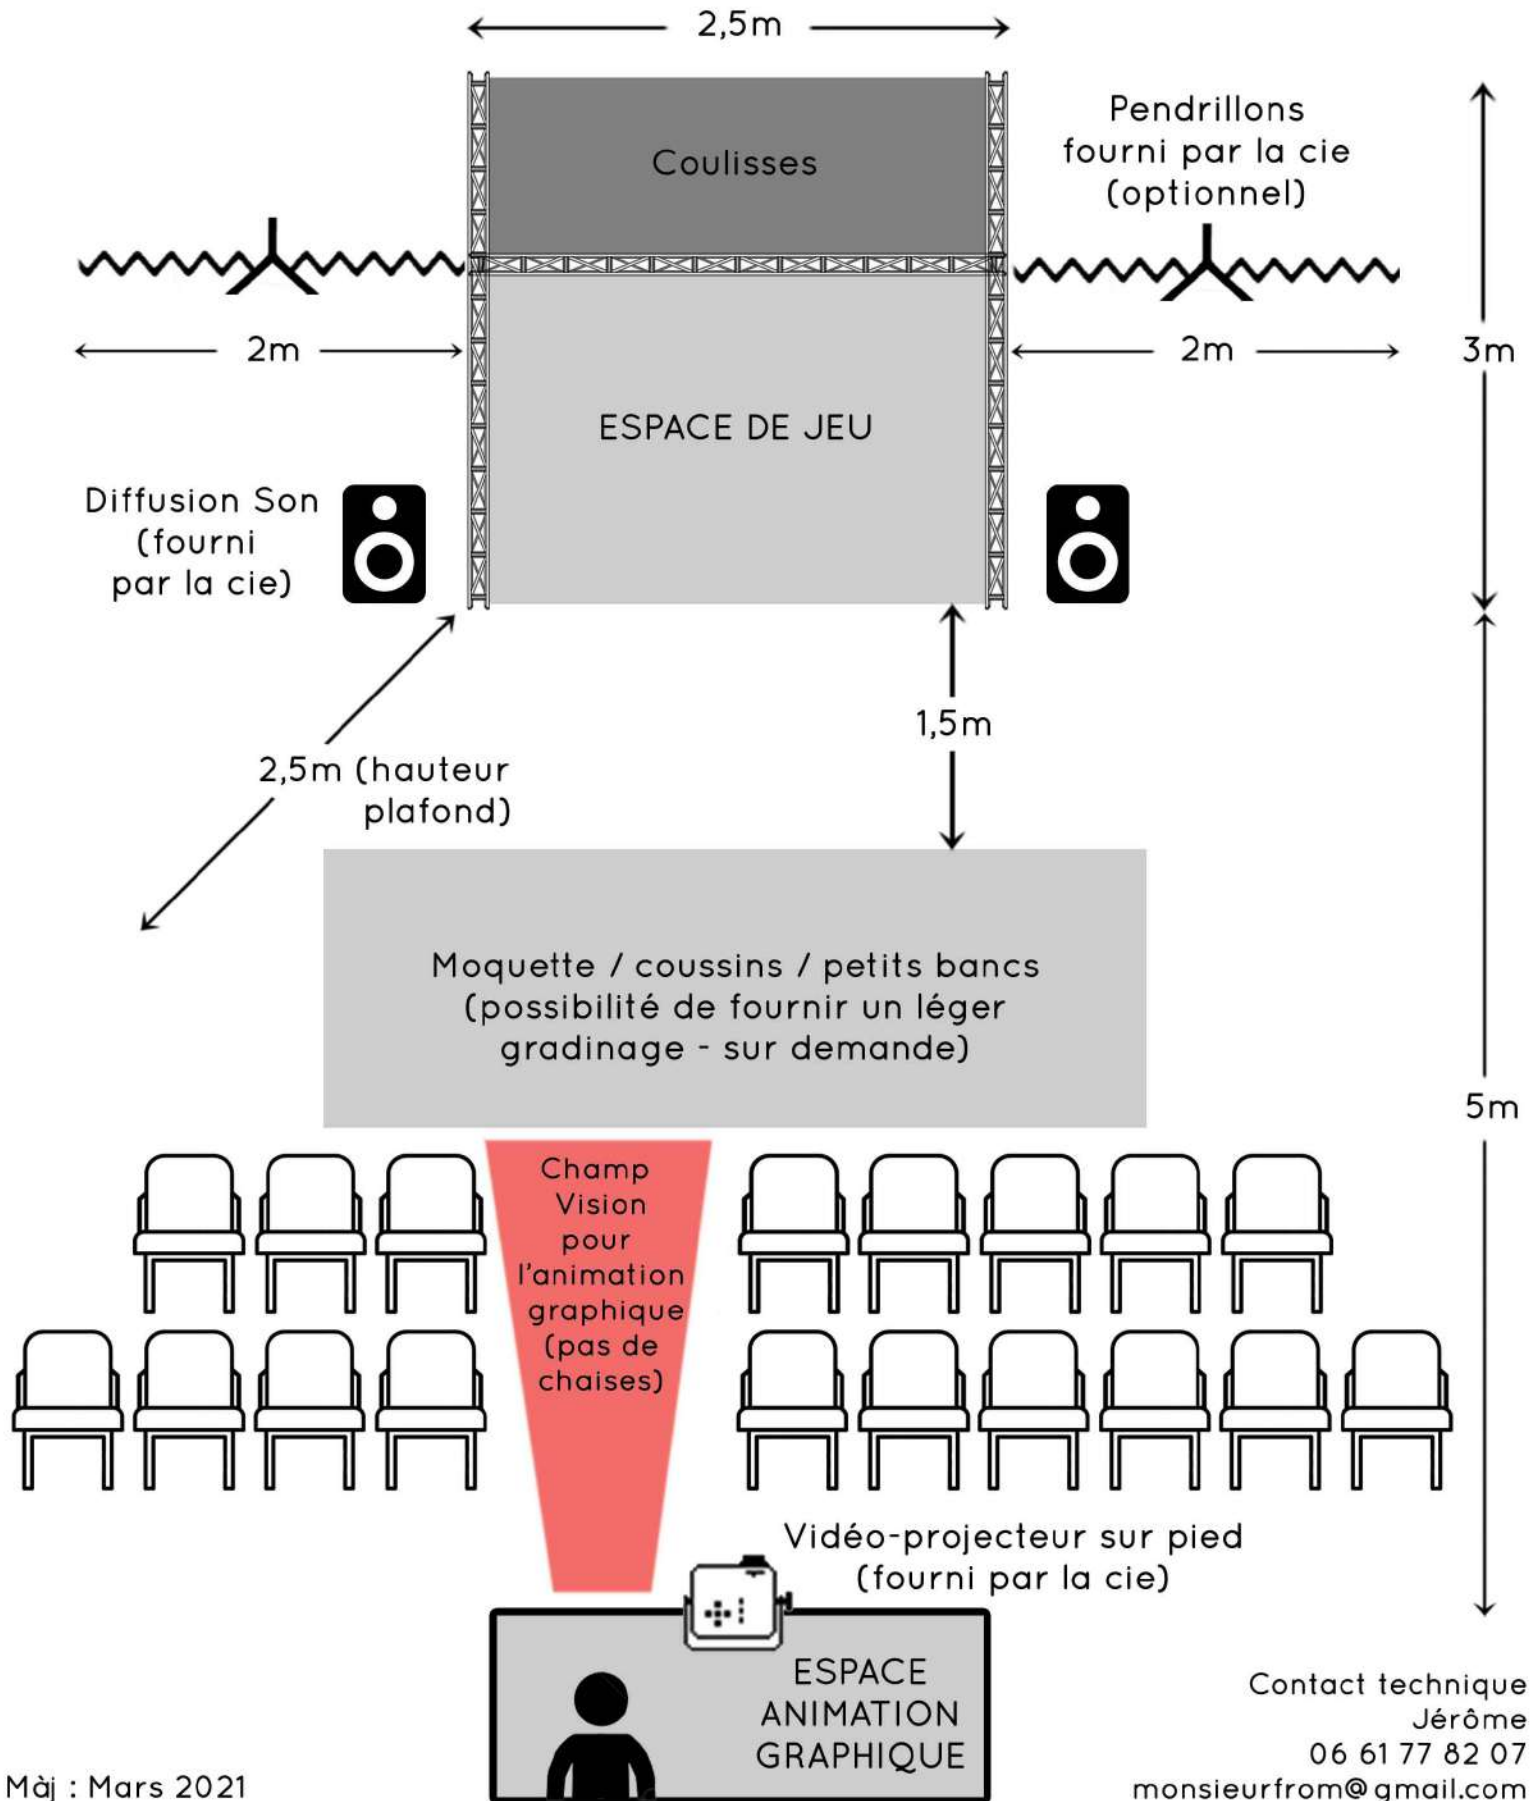 2,5m
Coulisses
Pendrillons
fourni par la cie
(optionnel)
2m
2m
3m
ESPACE DE JEU
Diffusion Son
(fourni
par la cie)
1,5m
2,5m (hauteur
plafond)
Moquette / coussins / petits bancs
(possibilité de fournir un léger
gradinage - sur demande)
5m
Champ
Vision
pour
l'animation
graphique
(pas de
chaises)
Vidéo-projecteur sur pied
(fourni par la cie)
ESPACE
ANIMATION
GRAPHIQUE
Contact technique
Jérôme
06 61 77 82 07
monsieurfrom@gmail.com
Màj : Mars 2021